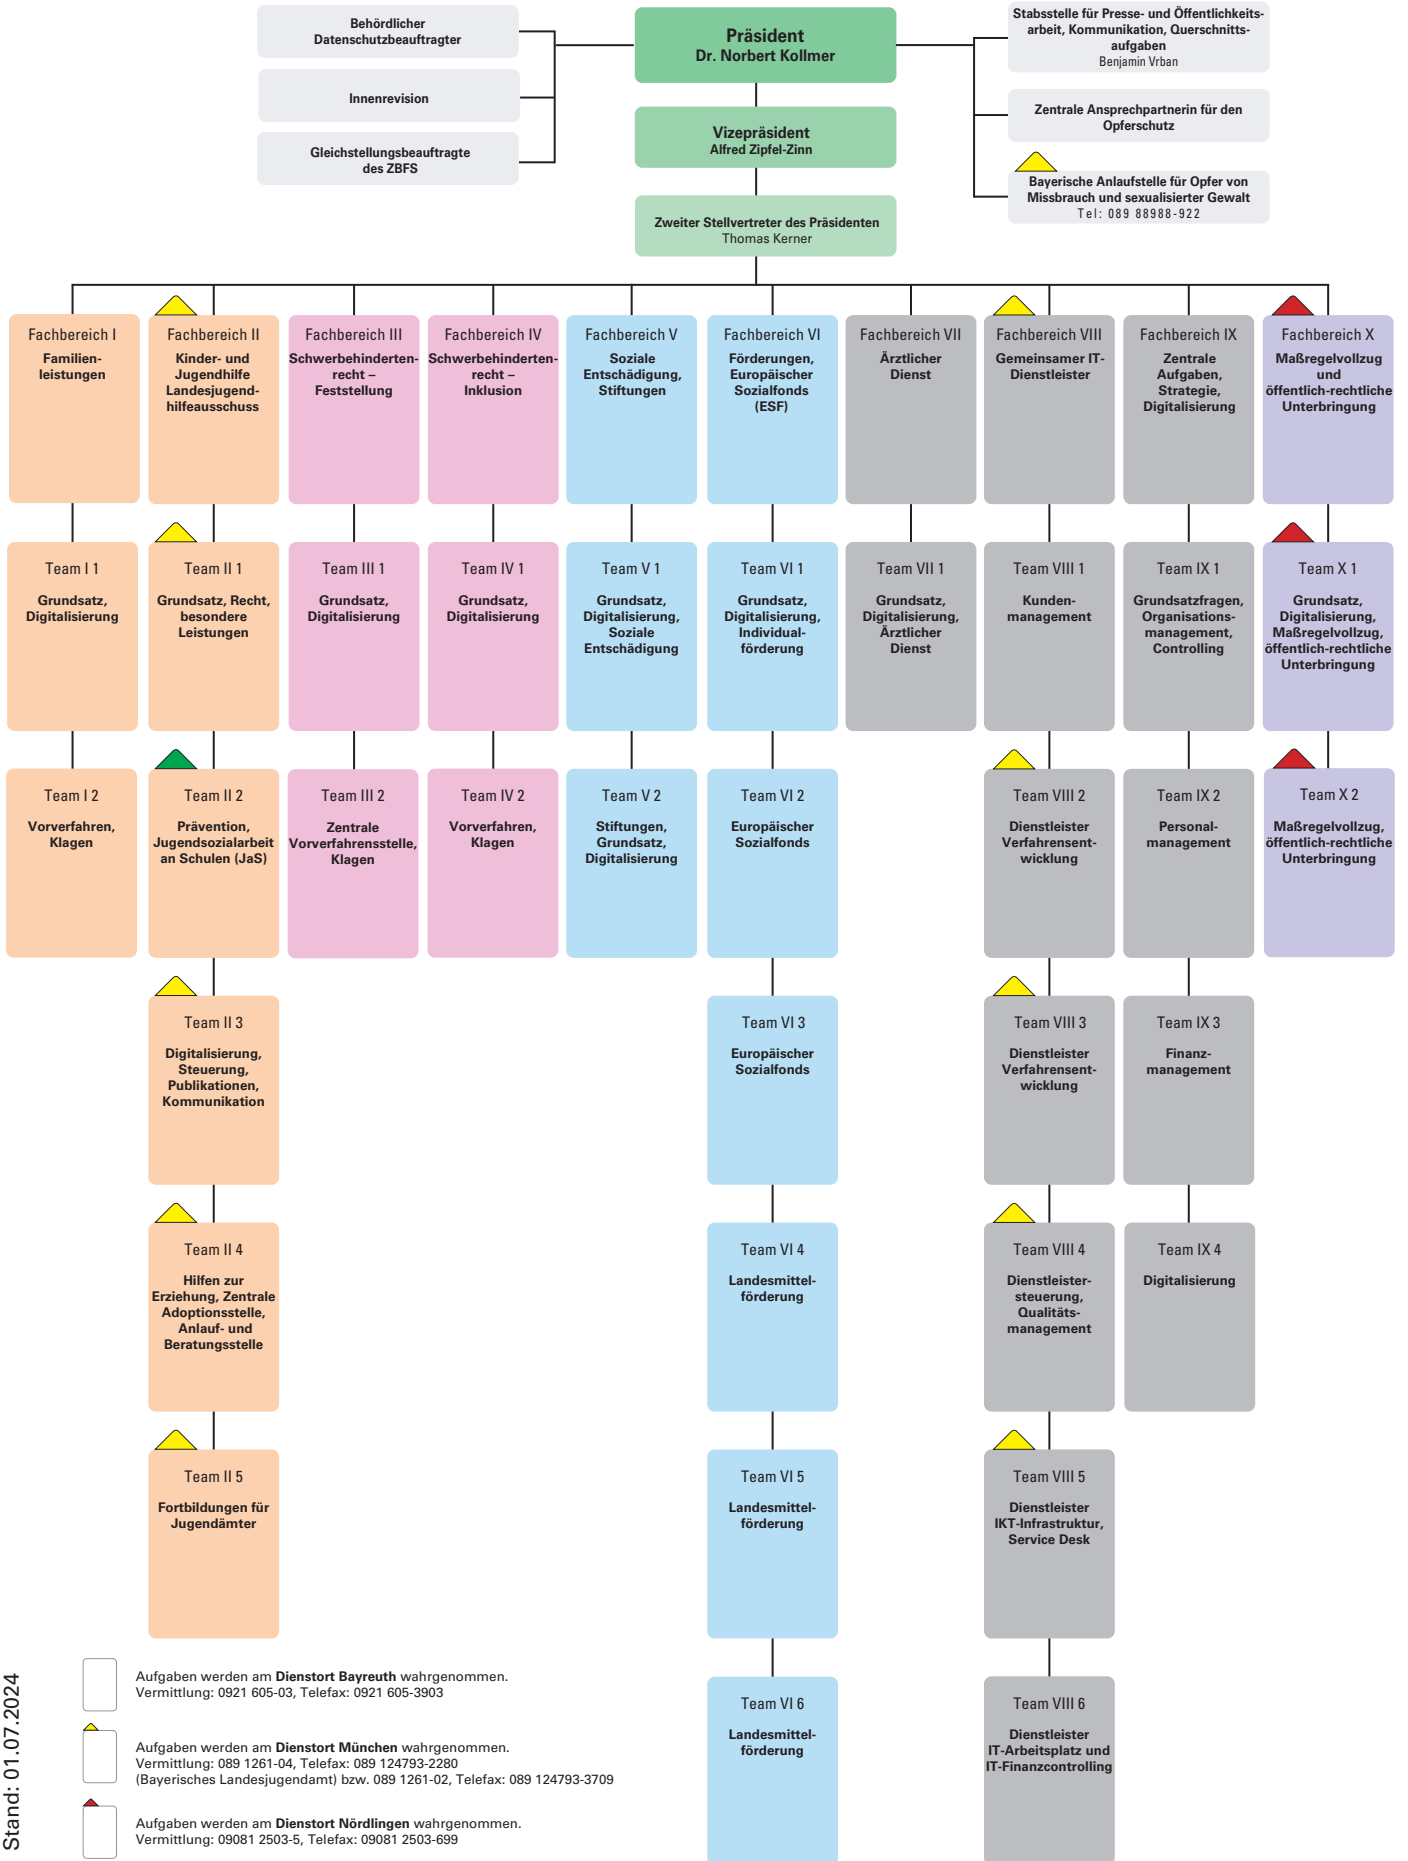 Behördlicher
Datenschutzbeauftragter
Innenrevision
Gleichstellungsbeauftragte
des ZBFS
Präsident
Dr. Norbert Kollmer
Vizepräsident
Alfred Zipfel-Zinn
Zweiter Stellvertreter des Präsidenten
Thomas Kerner
Stabsstelle für Presse- und Öffentlichkeits-
arbeit, Kommunikation, Querschnitts-
aufgaben
Benjamin Vrban
Zentrale Ansprechpartnerin für den
Opferschutz
Bayerische Anlaufstelle für Opfer von
Missbrauch und sexualisierter Gewalt
Tel: 089 88988-922
Fachbereich I
Familien-
leistungen
Fachbereich II
Kinder- und
Jugendhilfe
Landesjugend-
hilfeausschuss
Fachbereich III
Schwerbehinderten-
recht –
Feststellung
Fachbereich IV
Schwerbehinderten-
recht –
Inklusion
Fachbereich V
Soziale
Entschädigung,
Stiftungen
Fachbereich VI
Förderungen,
Europäischer
Sozialfonds
(ESF)
Fachbereich VII
Ärztlicher
Dienst
Fachbereich VIII
Gemeinsamer IT-
Dienstleister
Fachbereich IX
Zentrale
Aufgaben,
Strategie,
Digitalisierung
Fachbereich X
Maßregelvollzug
und
öffentlich-rechtliche
Unterbringung
Team I 1
Grundsatz,
Digitalisierung
Team II 1
Grundsatz, Recht,
besondere
Leistungen
Team III 1
Grundsatz,
Digitalisierung
Team IV 1
Grundsatz,
Digitalisierung
Team V 1
Grundsatz,
Digitalisierung,
Soziale
Entschädigung
Team VI 1
Grundsatz,
Digitalisierung,
Individual-
förderung
Team VII 1
Grundsatz,
Digitalisierung,
Ärztlicher
Dienst
Team VIII 1
Kunden-
management
Team IX 1
Grundsatzfragen,
Organisations-
management,
Controlling
Team X 1
Grundsatz,
Digitalisierung,
Maßregelvollzug,
öffentlich-rechtliche
Unterbringung
Team I 2
Vorverfahren,
Klagen
Team II 2
Prävention,
Jugendsozialarbeit
an Schulen (JaS)
Team III 2
Zentrale
Vorverfahrensstelle,
Klagen
Team IV 2
Vorverfahren,
Klagen
Team V 2
Stiftungen,
Grundsatz,
Digitalisierung
Team VI 2
Europäischer
Sozialfonds
Team VIII 2
Dienstleister
Verfahrensent-
wicklung
Team IX 2
Personal-
management
Team X 2
Maßregelvollzug,
öffentlich-rechtliche
Unterbringung
Team II 3
Digitalisierung,
Steuerung,
Publikationen,
Kommunikation
Team VI 3
Europäischer
Sozialfonds
Team VIII 3
Dienstleister
Verfahrensent-
wicklung
Team IX 3
Finanz-
management
Team II 4
Hilfen zur
Erziehung, Zentrale
Adoptionsstelle,
Anlauf- und
Beratungsstelle
Team VI 4
Landesmittel-
förderung
Team VIII 4
Dienstleister-
steuerung,
Qualitäts-
management
Team IX 4
Digitalisierung
Team II 5
Fortbildungen für
Jugendämter
Team VI 5
Landesmittel-
förderung
Team VIII 5
Dienstleister
IKT-Infrastruktur,
Service Desk
Team VI 6
Landesmittel-
förderung
Team VIII 6
Dienstleister
IT-Arbeitsplatz und
IT-Finanzcontrolling
Stand: 01.07.2024
Aufgaben werden am Dienstort Bayreuth wahrgenommen.
Vermittlung: 0921 605-03, Telefax: 0921 605-3903
Aufgaben werden am Dienstort München wahrgenommen.
Vermittlung: 089 1261-04, Telefax: 089 124793-2280
(Bayerisches Landesjugendamt) bzw. 089 1261-02, Telefax: 089 124793-3709
Aufgaben werden am Dienstort Nördlingen wahrgenommen.
Vermittlung: 09081 2503-5, Telefax: 09081 2503-699